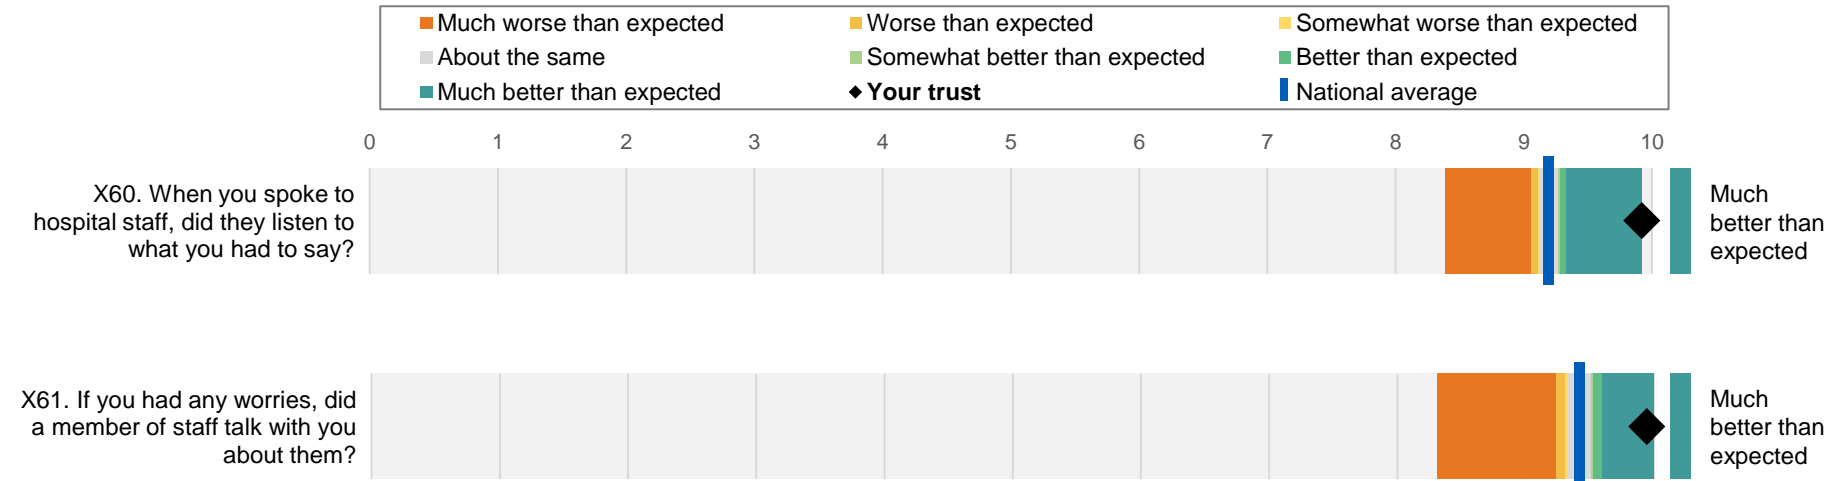 Much worse than expected
Worse than expected
Somewhat worse than expected
About the same
Somewhat better than expected
Better than expected
Much better than expected
Your trust
National average
0 1 2 3 4 5 6 7 8 9 10
X60. When you spoke to
hospital staff, did they listen to
what you had to say?
Much
better than
expected
X61. If you had any worries, did
a member of staff talk with you
about them?
Much
better than
expected